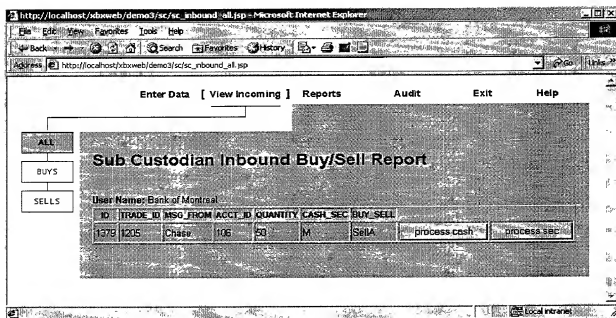 http://localhost/xbxweb/demo3/sc/sc_inbound_all.jsp - Microsoft Internet Explorer
File Edit View Favorites Tools Help
Back Search Favorites History
Address http://localhost/xbxweb/demo3/sc/sc_inbound_all.jsp Go Links
Enter Data [ View Incoming ] Reports Audit Exit Help
ALL
BUYS
SELLS
Sub Custodian Inbound Buy/Sell Report
User Name: Bank of Montreal
ID TRADE_ID MSG_FROM ACCT_ID QUANTITY CASH_SEC BUY_SELL
1379 1205 Chase 106 50 M SellA process cash process sec
Local intranet